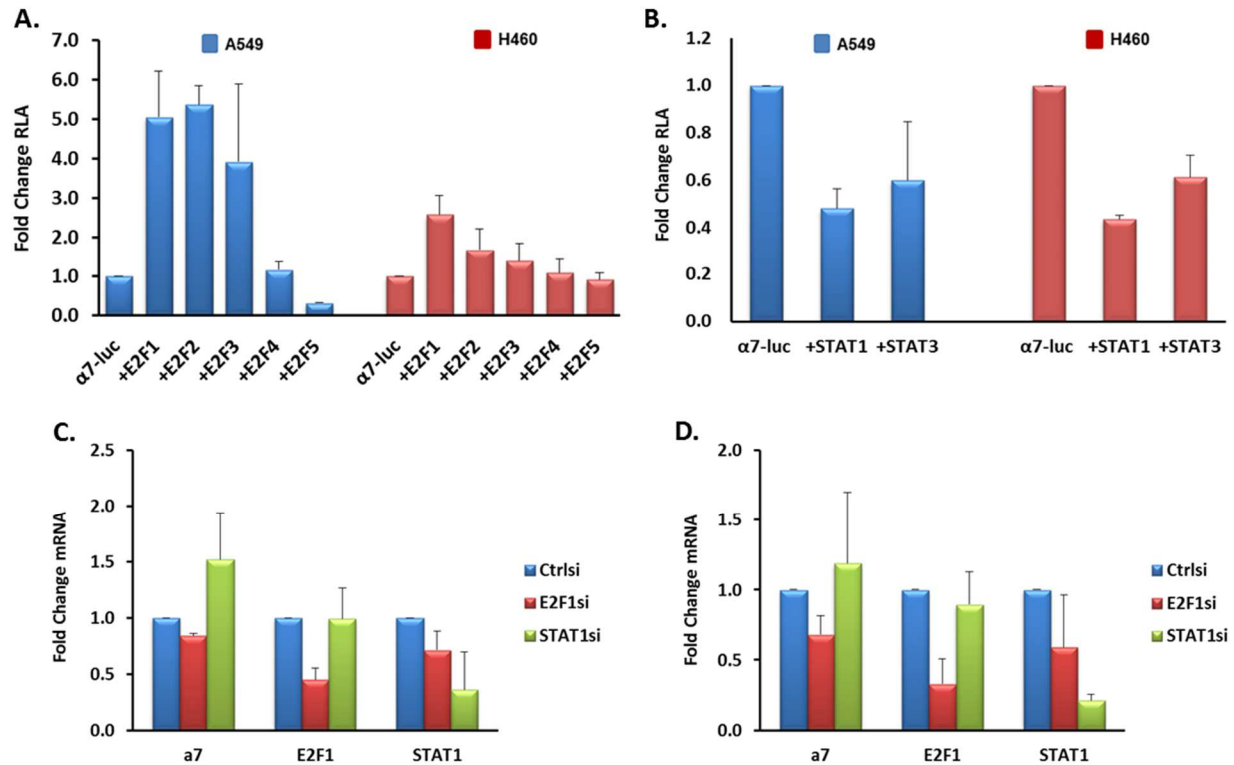 A.
Fold Change RLA
7.0
6.0
5.0
4.0
3.0
2.0
1.0
0.0
A549
H460
α7-luc
+E2F1
+E2F2
+E2F3
+E2F4
+E2F5
α7-luc
+E2F1
+E2F2
+E2F3
+E2F4
+E2F5
B.
Fold Change RLA
1.2
1.0
0.8
0.6
0.4
0.2
0.0
A549
H460
α7-luc +STAT1 +STAT3
α7-luc +STAT1 +STAT3
C.
Fold Change mRNA
2.5
2.0
1.5
1.0
0.5
0.0
a7 E2F1 STAT1
Ctrlsi
E2F1si
STAT1si
D.
Fold Change mRNA
2.0
1.5
1.0
0.5
0.0
a7 E2F1 STAT1
Ctrlsi
E2F1si
STAT1si